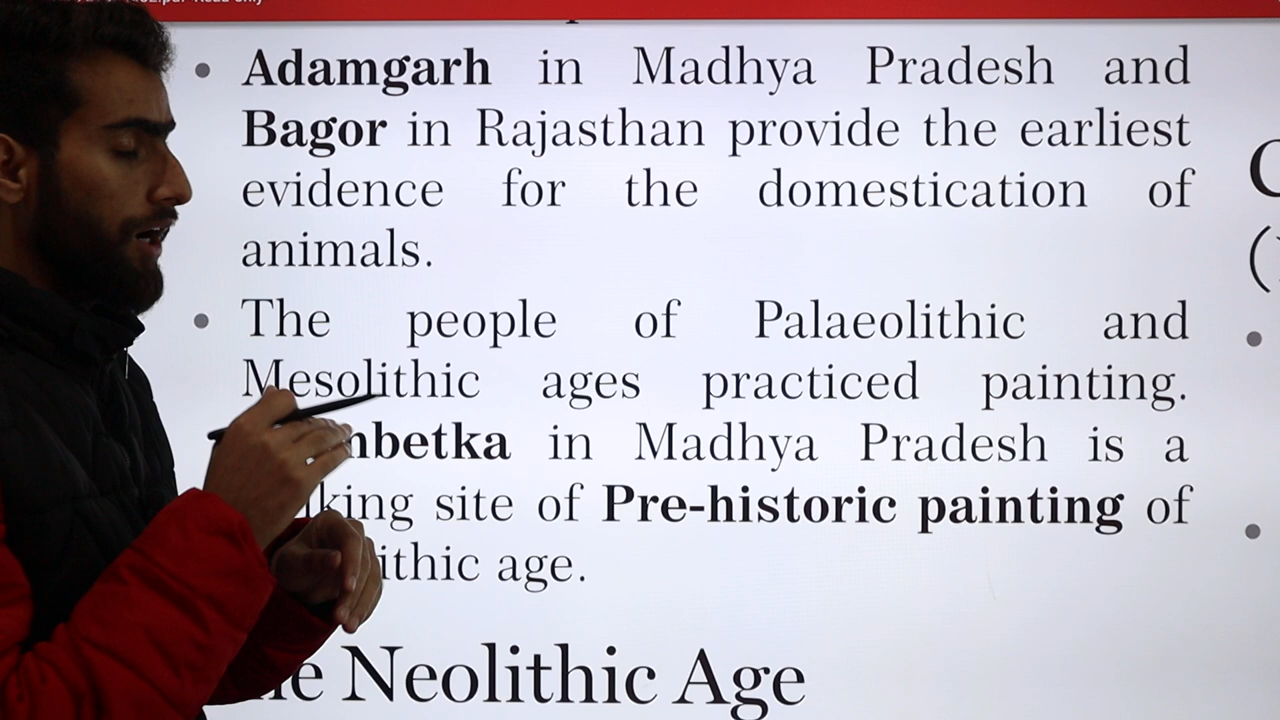 • Adamgarh in Madhya Pradesh and
Bagor in Rajasthan provide the earliest
evidence for the domestication of
animals.
• The people of Palaeolithic and
Mesolithic ages practiced painting.
in Madhya Pradesh is a
site of Pre-historic painting of
age.
Neolithic Age